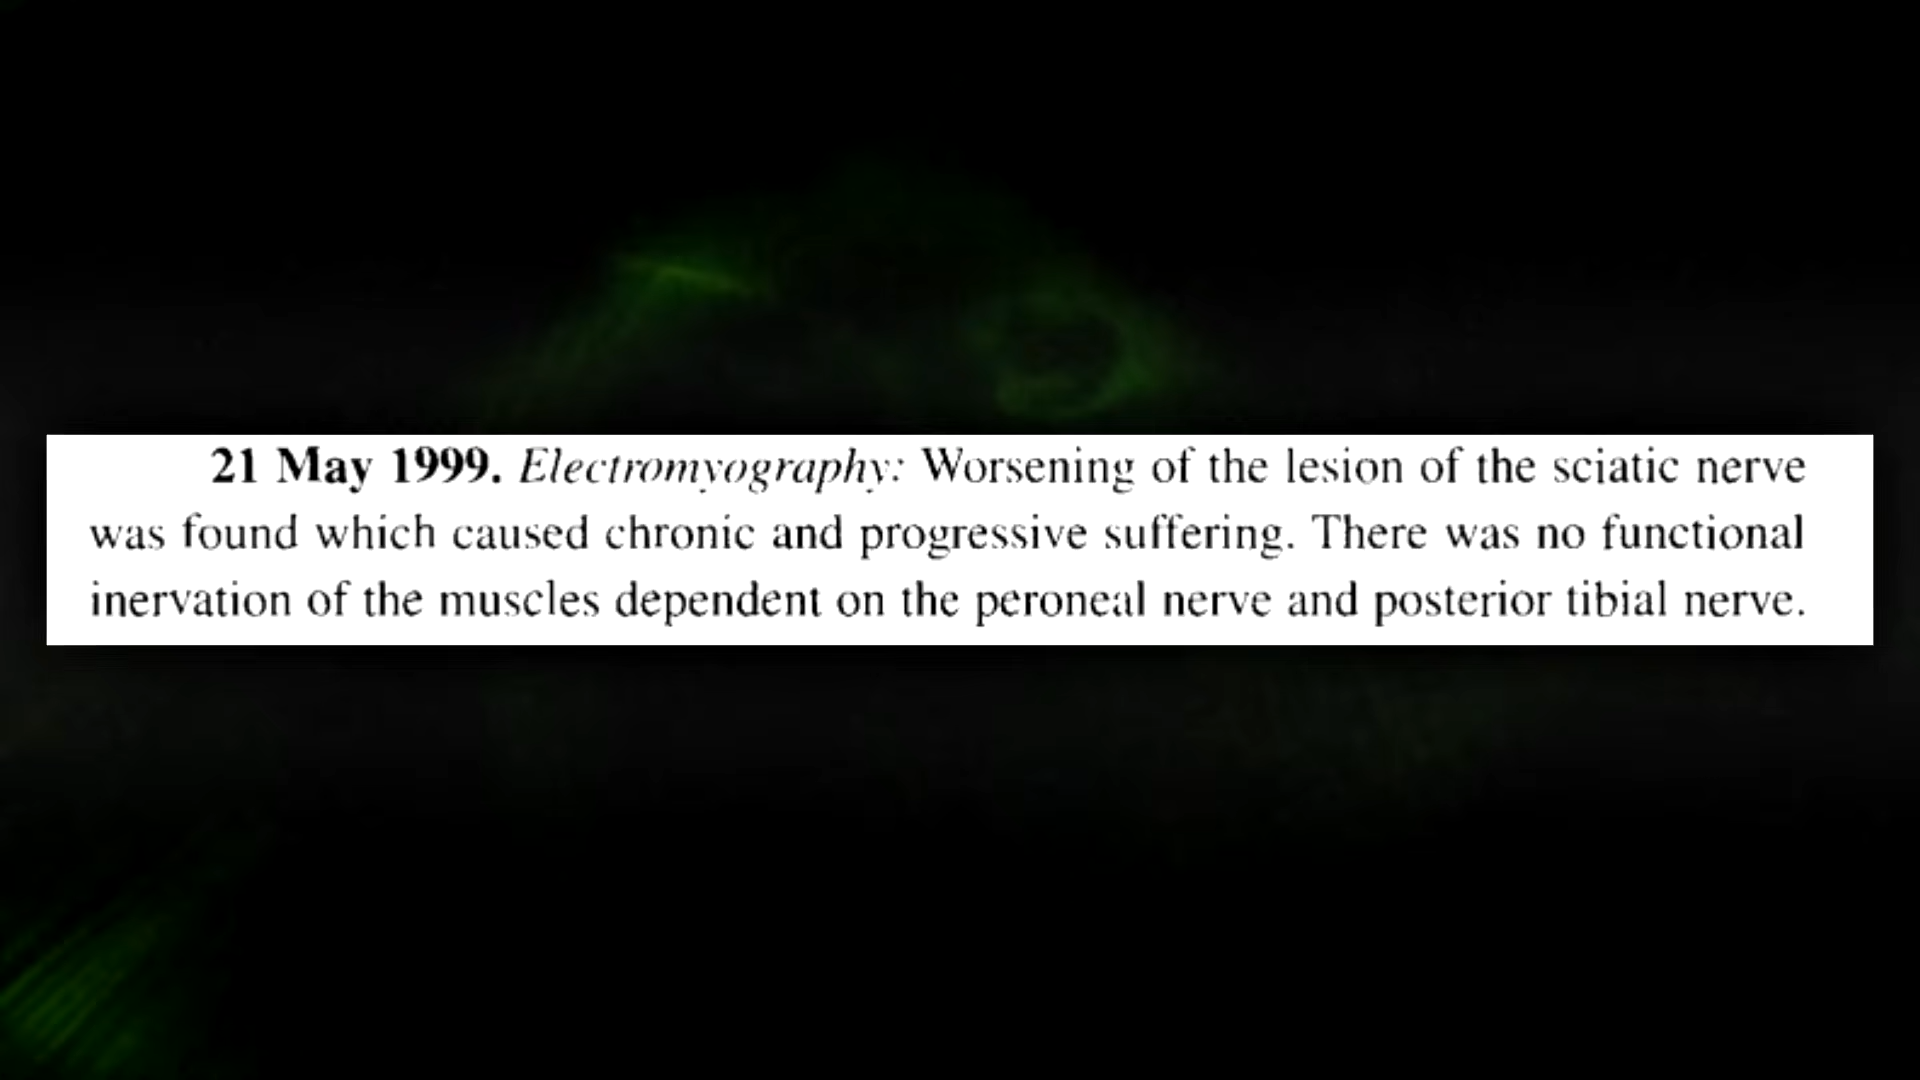 21 May 1999. Electromyography: Worsening of the lesion of the sciatic nerve
was found which caused chronic and progressive suffering. There was no functional
inervation of the muscles dependent on the peroneal nerve and posterior tibial nerve.